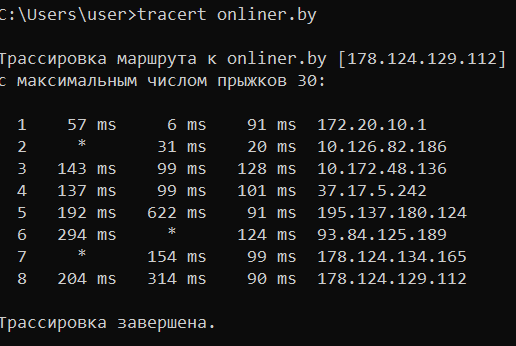 C:\Users\user>tracert onliner.by
Трассировка маршрута к onliner.by [178.124.129.112]
с максимальным числом прыжков 30:
1 57 ms 6 ms 91 ms 172.20.10.1
2 * 31 ms 20 ms 10.126.82.186
3 143 ms 99 ms 128 ms 10.172.48.136
4 137 ms 99 ms 101 ms 37.17.5.242
5 192 ms 622 ms 91 ms 195.137.180.124
6 294 ms * 124 ms 93.84.125.189
7 * 154 ms 99 ms 178.124.134.165
8 204 ms 314 ms 90 ms 178.124.129.112
Трассировка завершена.